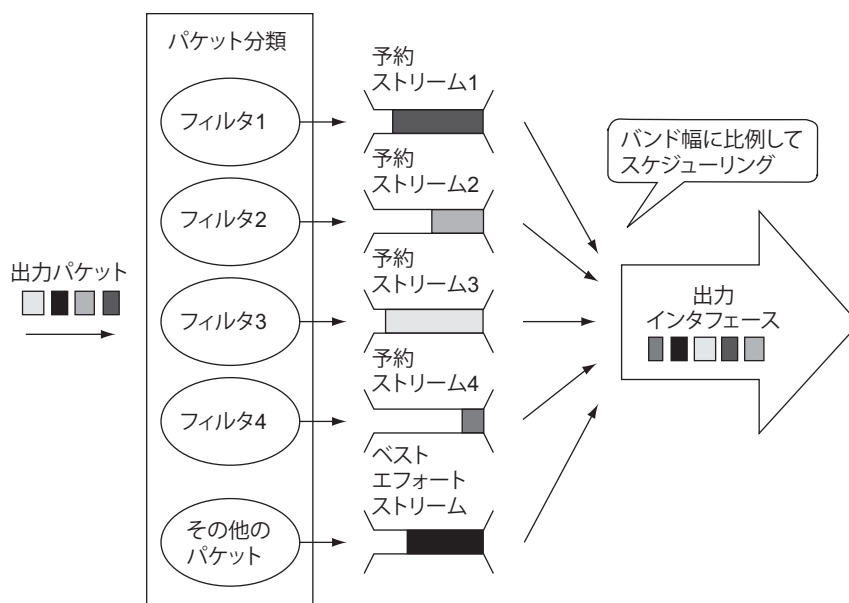 パケット分類
フィルタ1
フィルタ2
フィルタ3
フィルタ4
その他の
パケット
出力パケット
予約
ストリーム1
予約
ストリーム2
予約
ストリーム3
予約
ストリーム4
ベスト
エフォート
ストリーム
バンド幅に比例して
スケジューリング
出力
インタフェース